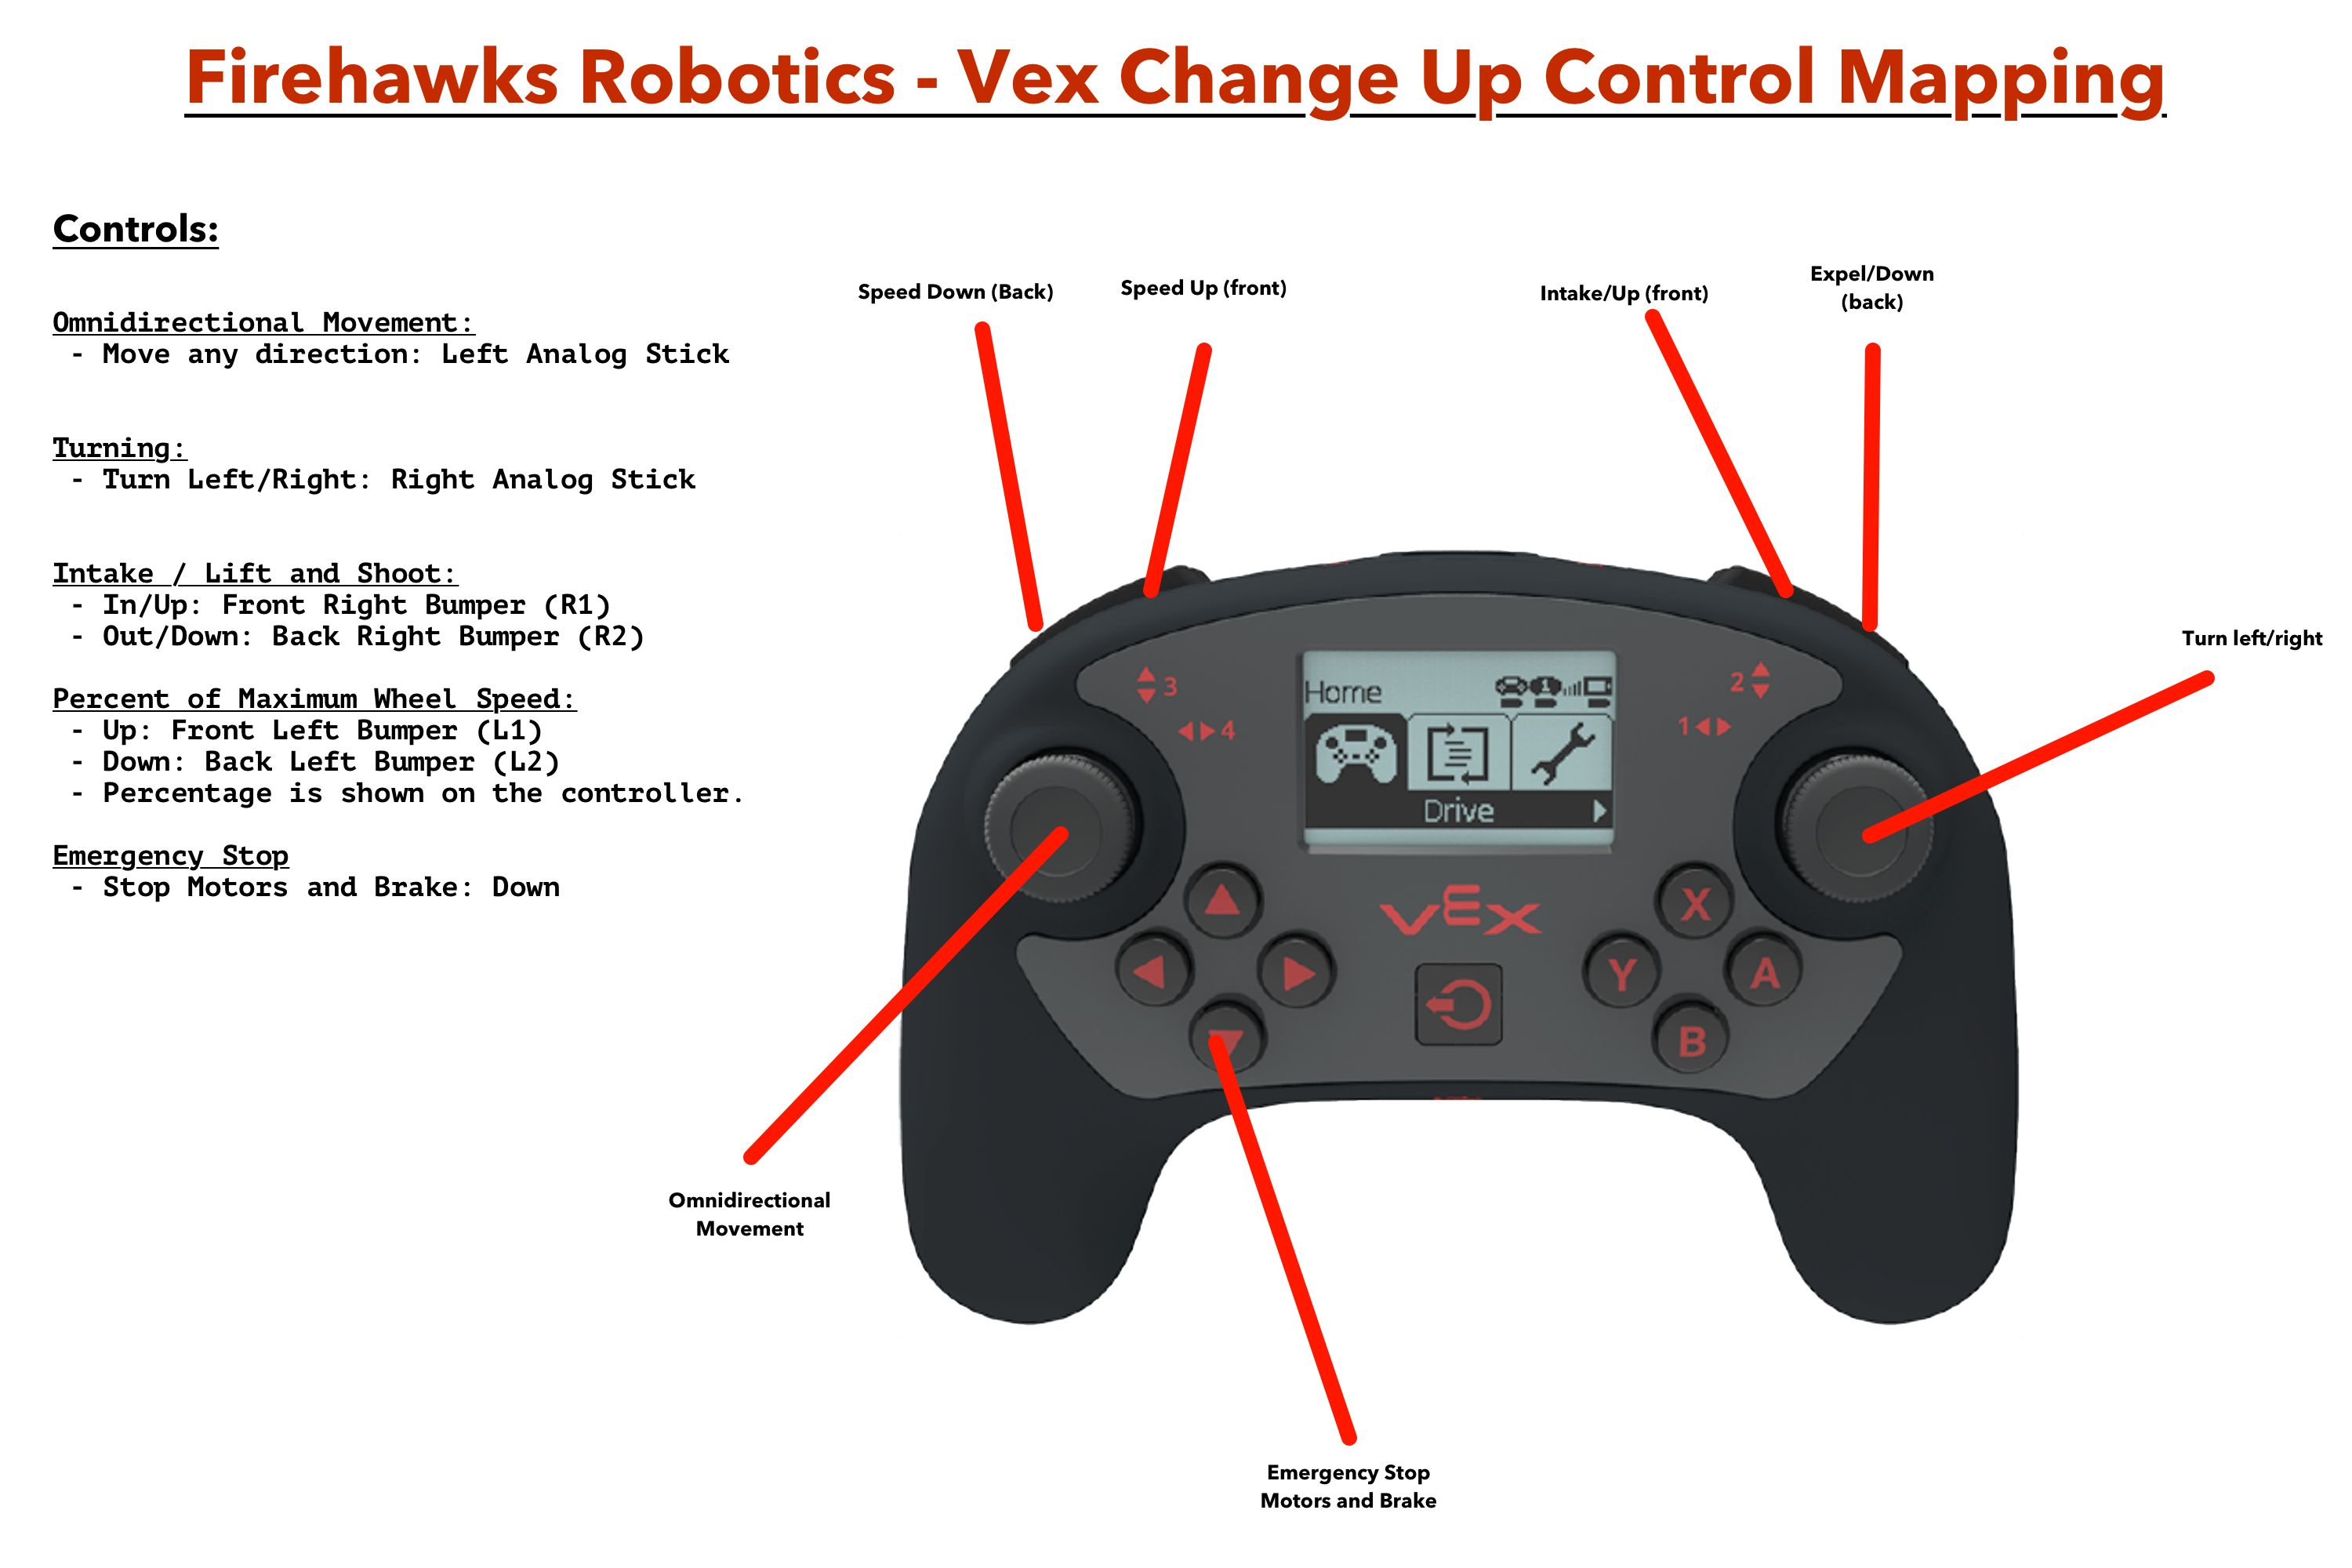 Firehawks Robotics - Vex Change Up Control Mapping
Controls:
Omnidirectional Movement:
- Move any direction: Left Analog Stick
Turning:
- Turn Left/Right: Right Analog Stick
Intake / Lift and Shoot:
- In/Up: Front Right Bumper (R1)
- Out/Down: Back Right Bumper (R2)
Percent of Maximum Wheel Speed:
- Up: Front Left Bumper (L1)
- Down: Back Left Bumper (L2)
- Percentage is shown on the controller.
Emergency Stop
- Stop Motors and Brake: Down
Speed Down (Back)
Speed Up (front)
Intake/Up (front)
Expel/Down
(back)
Turn left/right
3
4
Home
1
Drive
2
1
VEX
X
Y
A
B
Omnidirectional
Movement
Emergency Stop
Motors and Brake